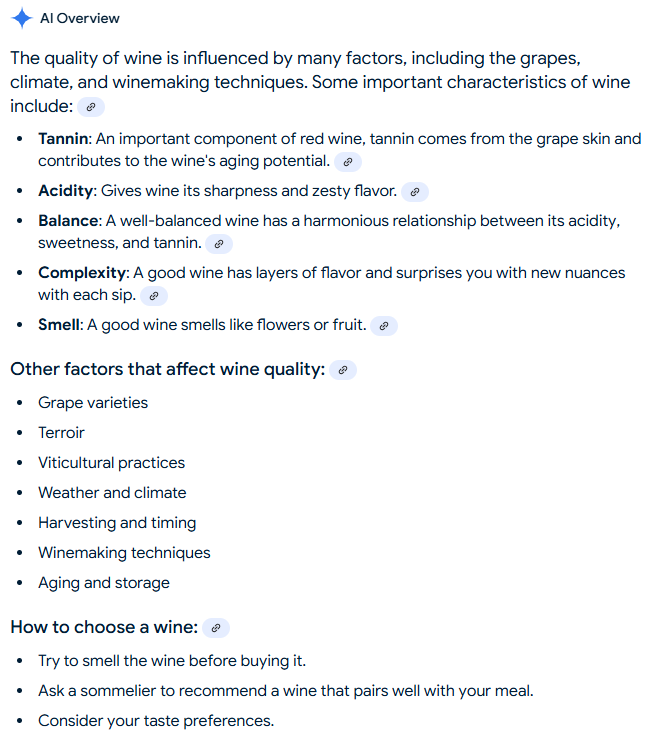 AI Overview
The quality of wine is influenced by many factors, including the grapes,
climate, and winemaking techniques. Some important characteristics of wine
include:
Tannin: An important component of red wine, tannin comes from the grape skin and
contributes to the wine's aging potential.
Acidity: Gives wine its sharpness and zesty flavor.
Balance: A well-balanced wine has a harmonious relationship between its acidity,
sweetness, and tannin.
Complexity: A good wine has layers of flavor and surprises you with new nuances
with each sip.
Smell: A good wine smells like flowers or fruit.
Other factors that affect wine quality:
Grape varieties
Terroir
Viticultural practices
Weather and climate
Harvesting and timing
Winemaking techniques
Aging and storage
How to choose a wine:
Try to smell the wine before buying it.
Ask a sommelier to recommend a wine that pairs well with your meal.
Consider your taste preferences.